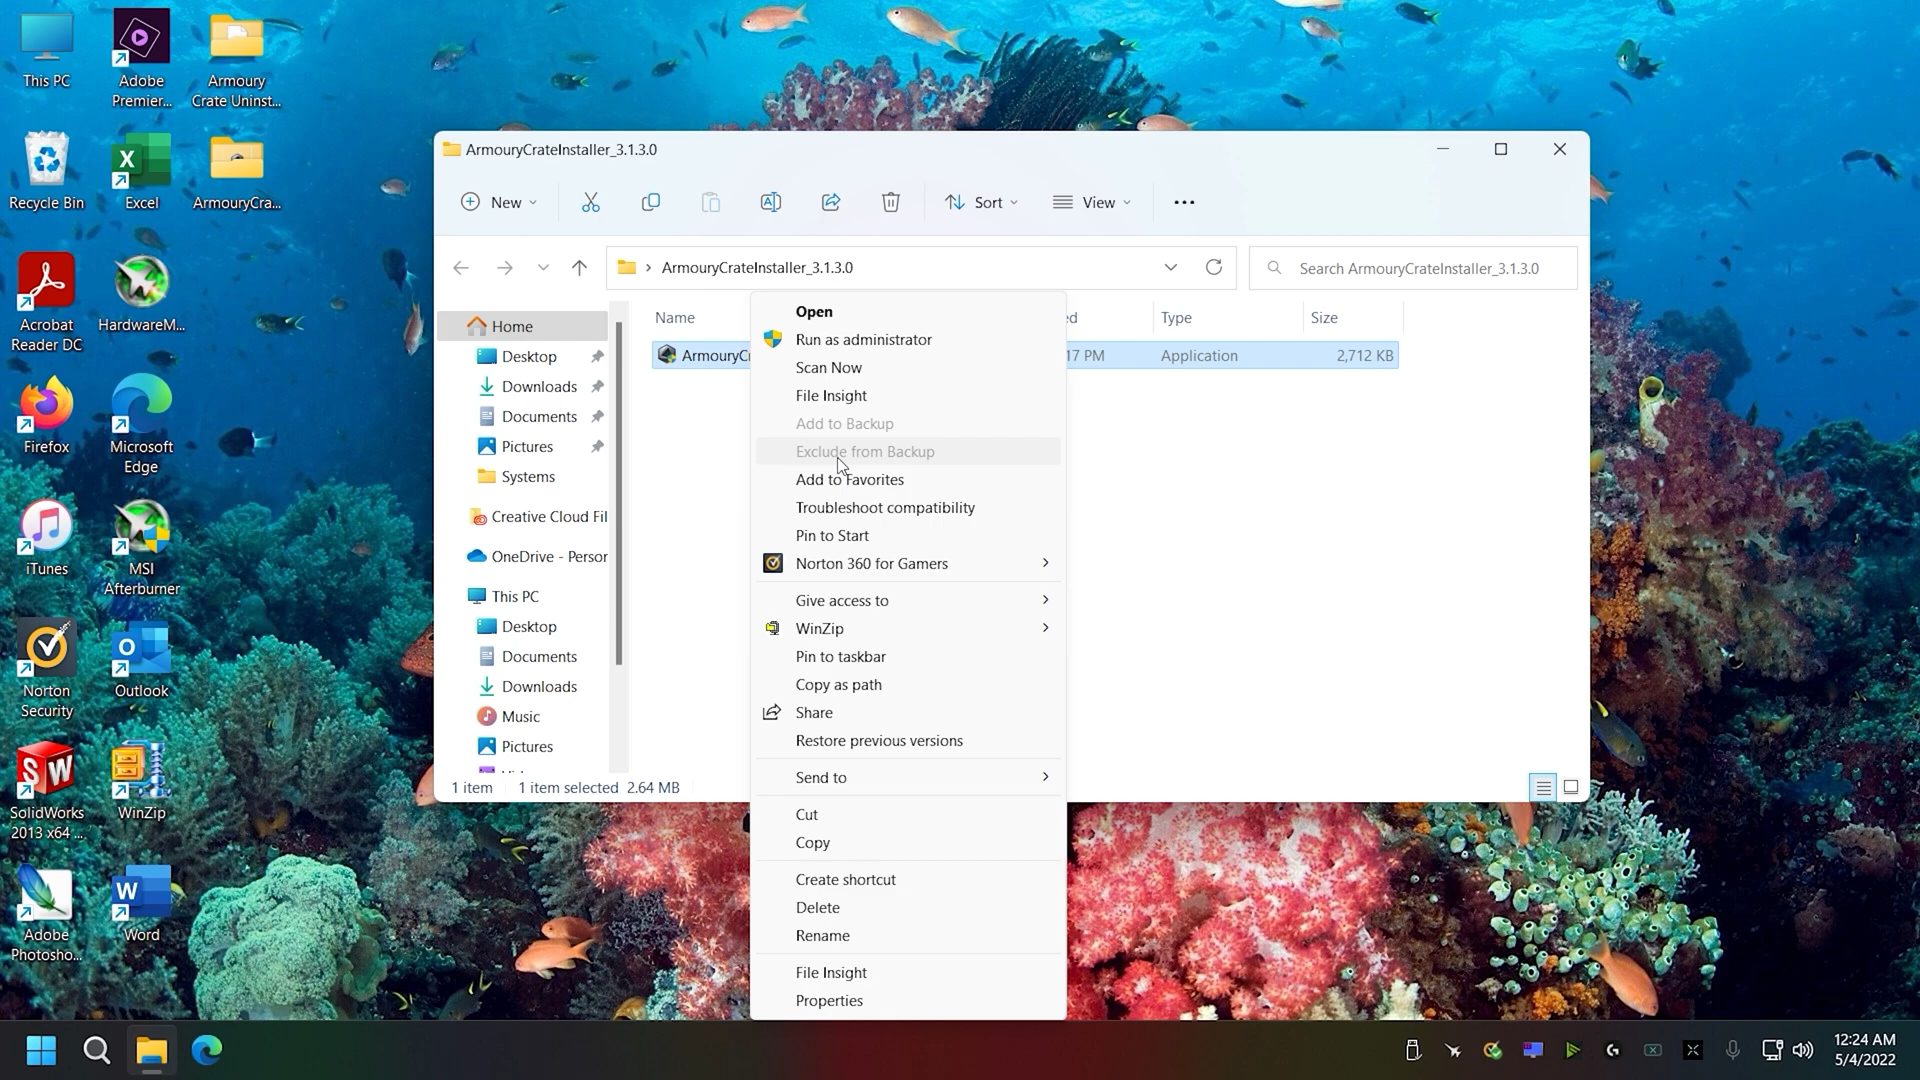 This PC
Adobe
Premier...
Armoury
Crate Uninst...
Recycle Bin
Excel
ArmouryCra...
Acrobat
Reader DC
HardwareM...
Firefox
Microsoft
Edge
iTunes
MSI
Afterburner
Norton
Security
Outlook
SolidWorks
2013 x64 ...
WinZip
Adobe
Photosho...
Word
ArmouryCrateInstaller_3.1.3.0
New
Sort
View
ArmouryCrateInstaller_3.1.3.0
Search ArmouryCrateInstaller_3.1.3.0
Home
Desktop
Downloads
Documents
Pictures
Systems
Creative Cloud Fil
OneDrive - Persor
This PC
Desktop
Documents
Downloads
Music
Pictures
Name
ed
Type
Size
ArmouryCr
17 PM
Application
2,712 KB
Open
Run as administrator
Scan Now
File Insight
Add to Backup
Exclude from Backup
Add to Favorites
Troubleshoot compatibility
Pin to Start
Norton 360 for Gamers
Give access to
WinZip
Pin to taskbar
Copy as path
Share
Restore previous versions
Send to
Cut
Copy
Create shortcut
Delete
Rename
File Insight
Properties
1 item
1 item selected 2.64 MB
12:24 AM
5/4/2022